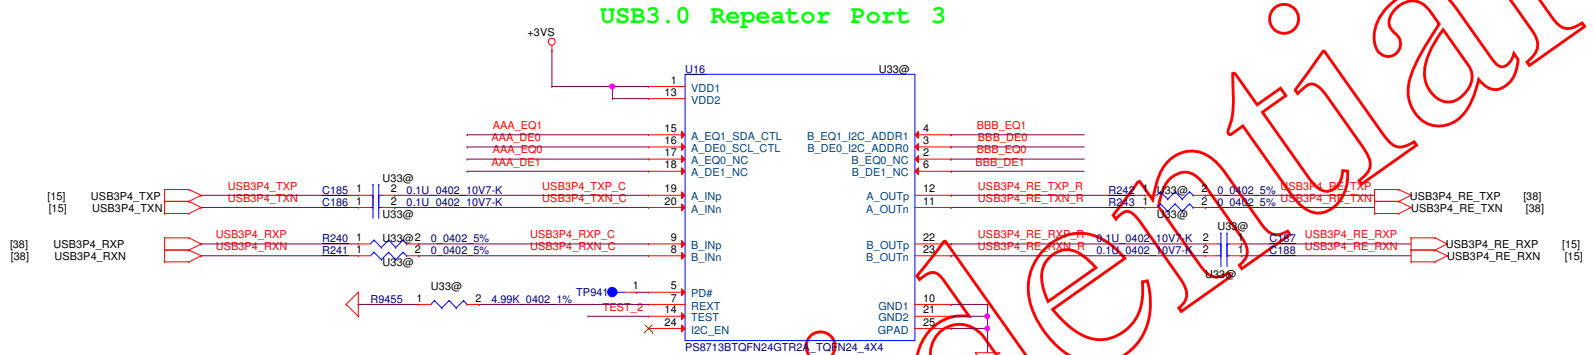 USB3.0 Repeator Port 3
+3VS
U16 U33@
1 VDD1
13 VDD2
AAA_EQ1 15 A_EQ1_SDA_CTL B_EQ1_I2C_ADDR1 4 BBB_EQ1
AAA_DE0 16 A_DE0_SCL_CTL B_DE0_I2C_ADDR0 3 BBB_DE0
AAA_EQ0 17 A_EQ0_NC B_EQ0_NC 2 BBB_EQ0
AAA_DE1 18 A_DE1_NC B_DE1_NC 6 BBB_DE1
U33@ U33@
[15] USB3P4_TXP USB3P4_TXP C185 1 2 0.1U_0402_10V7-K USB3P4_TXP_C 19 A_INp A_OUTp 12 USB3P4_RE_TXP_R R242 1 2 0_0402_5% USB3P4_RE_TXP USB3P4_RE_TXP [38]
[15] USB3P4_TXN USB3P4_TXN C186 1 2 0.1U_0402_10V7-K USB3P4_TXN_C 20 A_INn A_OUTn 11 USB3P4_RE_TXN_R R243 1 2 0_0402_5% USB3P4_RE_TXN USB3P4_RE_TXN [38]
U33@ U33@
U33@ U33@
[38] USB3P4_RXP USB3P4_RXP R240 1 2 0_0402_5% USB3P4_RXP_C 9 B_INp B_OUTp 22 USB3P4_RE_RXP_R 0.1U_0402_10V7-K 2 1 C187 USB3P4_RE_RXP USB3P4_RE_RXP [15]
[38] USB3P4_RXN USB3P4_RXN R241 1 2 0_0402_5% USB3P4_RXN_C 8 B_INn B_OUTn 23 USB3P4_RE_RXN_R 0.1U_0402_10V7-K 2 1 C188 USB3P4_RE_RXN USB3P4_RE_RXN [15]
U33@ U33@
TP941 1 5 PD#
U33@
R9455 1 2 4.99K_0402_1% 7 REXT GND1 10
TEST_2 14 TEST GND2 21
24 I2C_EN GPAD 25
PS8713BTQFN24GTR2A_TQFN24_4X4
dential